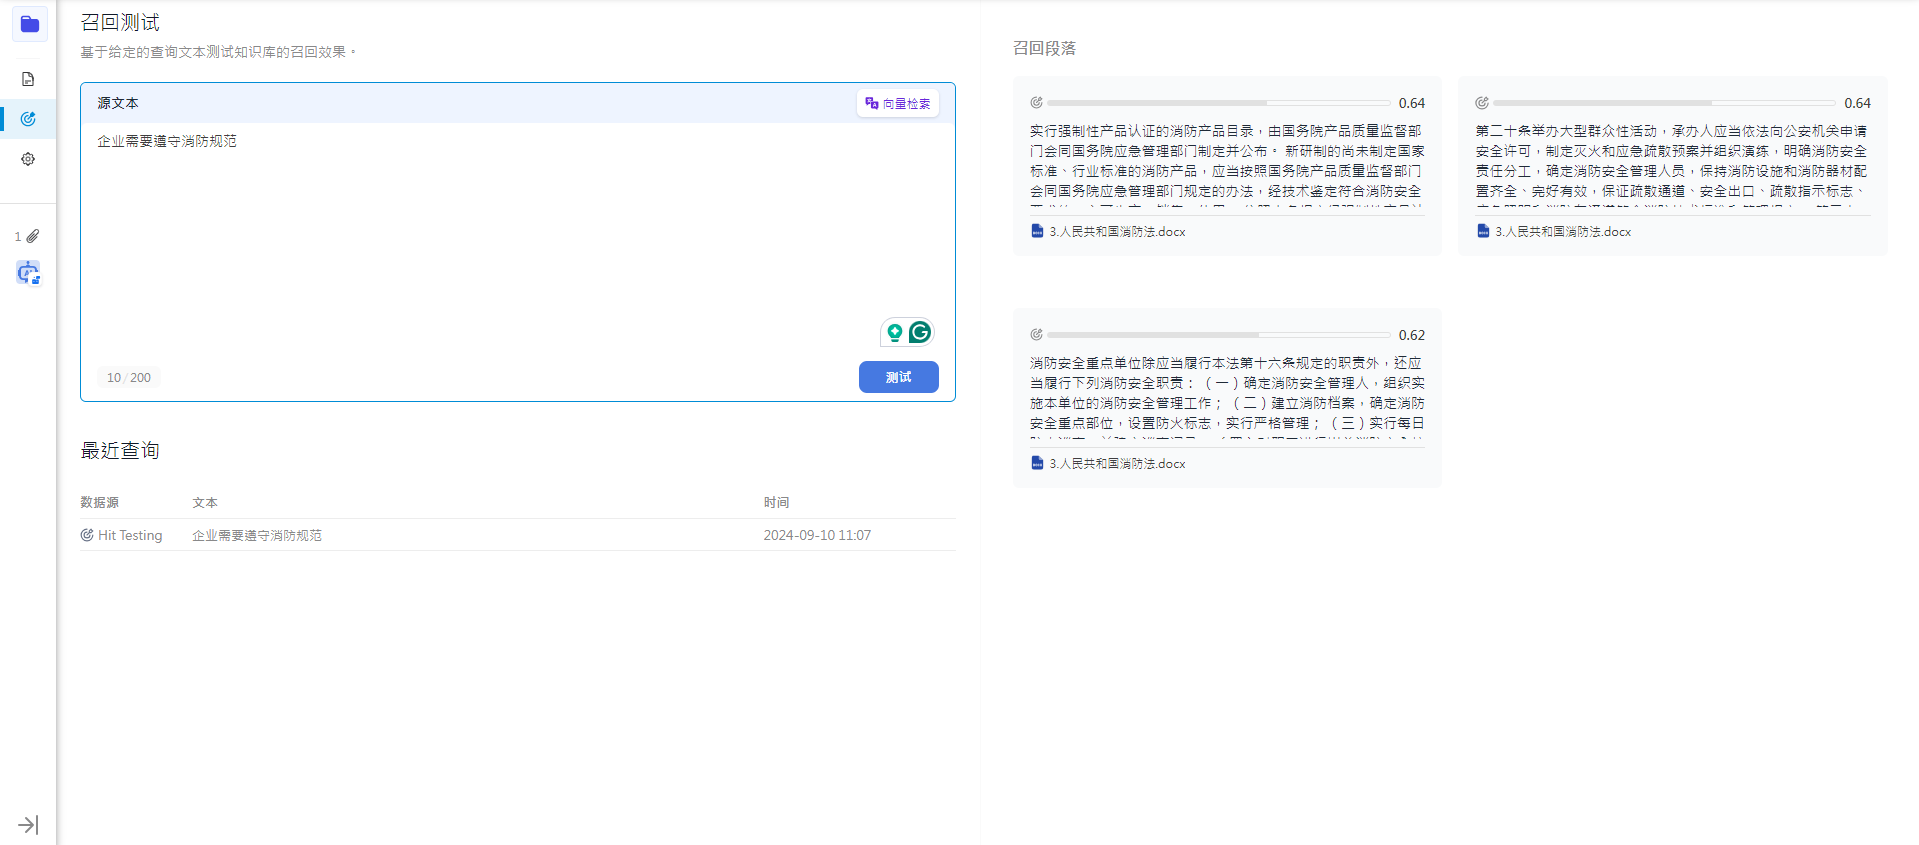 召回测试
基于给定的查询文本测试知识库的召回效果。
源文本
向量检索
企业需要遵守消防规范
10 / 200
测试
最近查询
数据源 文本 时间
Hit Testing 企业需要遵守消防规范 2024-09-10 11:07
1
召回段落
0.64
实行强制性产品认证的消防产品目录，由国务院产品质量监督部
门会同国务院应急管理部门制定并公布。 新研制的尚未制定国家
标准、行业标准的消防产品，应当按照国务院产品质量监督部门
会同国务院应急管理部门规定的办法，经技术鉴定符合消防安全
3.人民共和国消防法.docx
0.64
第二十条举办大型群众性活动，承办人应当依法向公安机关申请
安全许可，制定灭火和应急疏散预案并组织演练，明确消防安全
责任分工，确定消防安全管理人员，保持消防设施和消防器材配
置齐全、完好有效，保证疏散通道、安全出口、疏散指示标志、
3.人民共和国消防法.docx
0.62
消防安全重点单位除应当履行本法第十六条规定的职责外，还应
当履行下列消防安全职责：（一）确定消防安全管理人，组织实
施本单位的消防安全管理工作；（二）建立消防档案，确定消防
安全重点部位，设置防火标志，实行严格管理；（三）实行每日
3.人民共和国消防法.docx